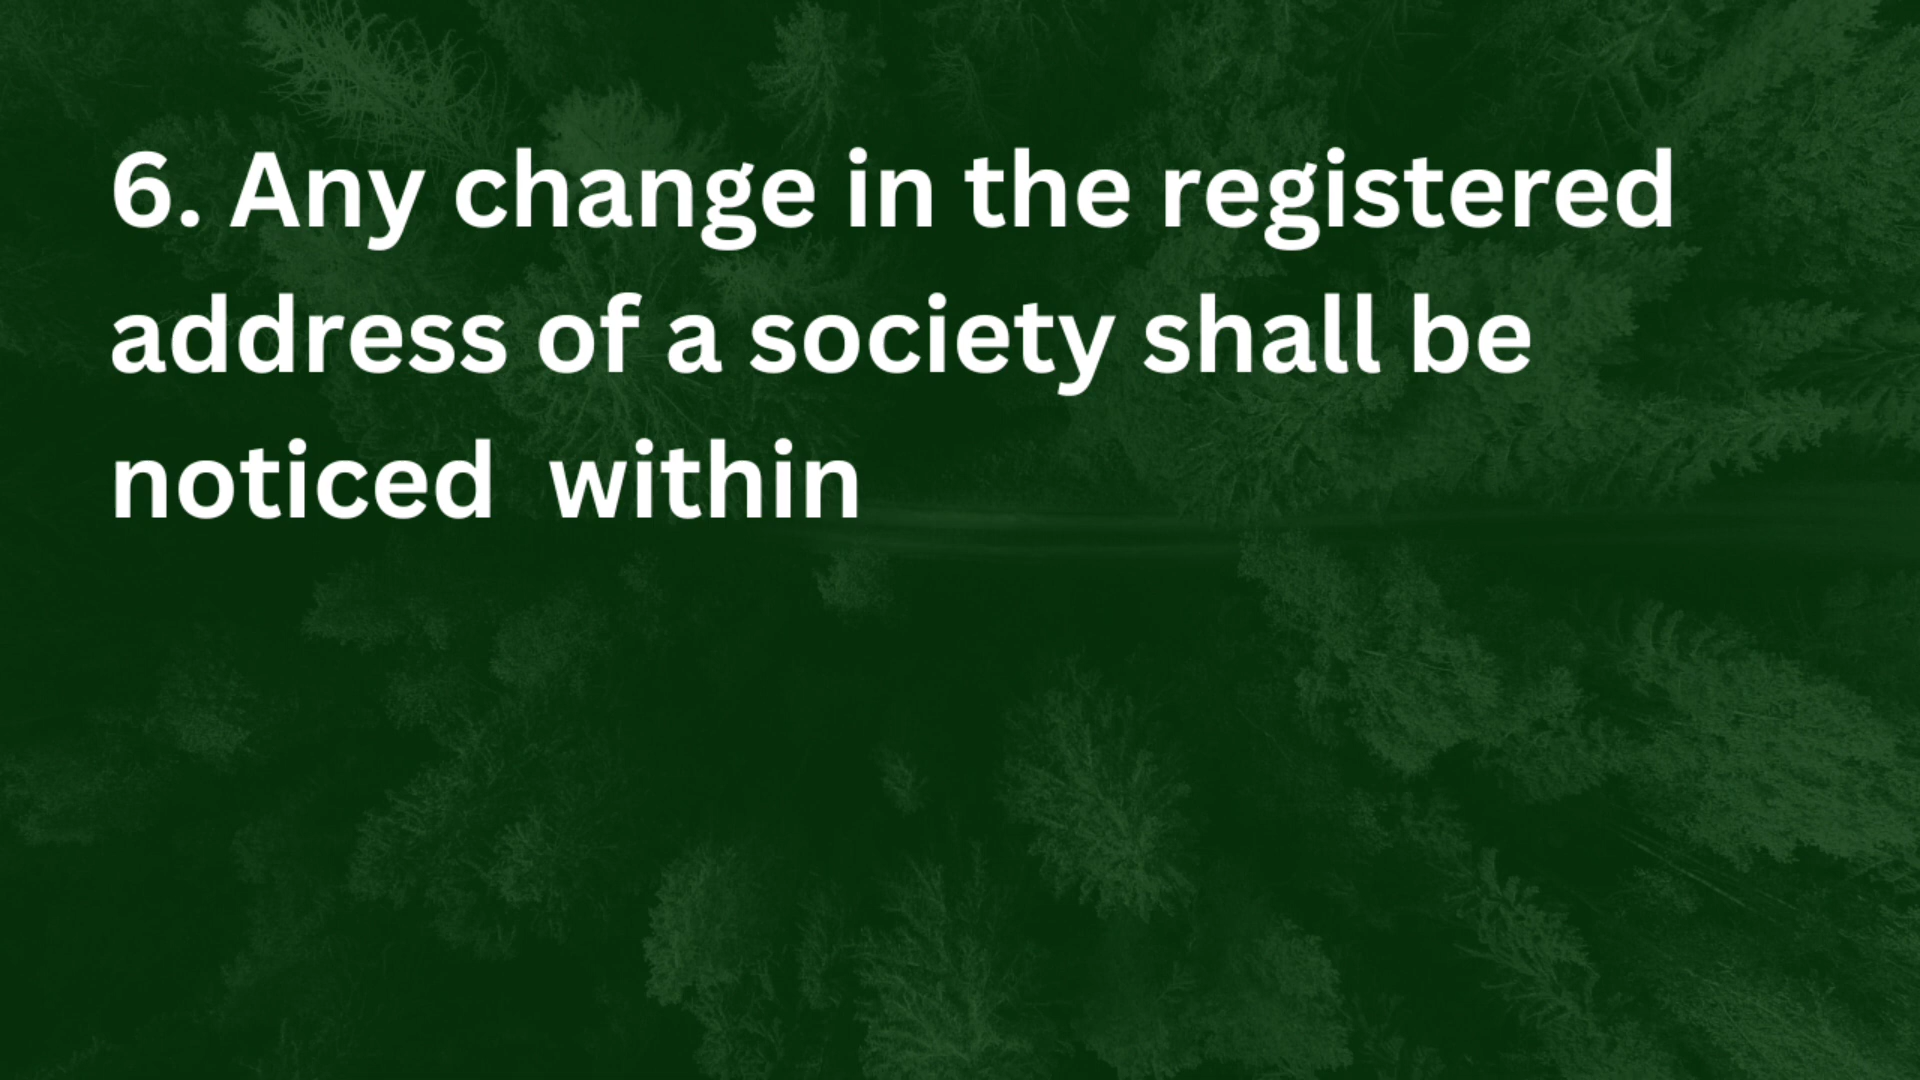 6. Any change in the registered
address of a society shall be
noticed  within